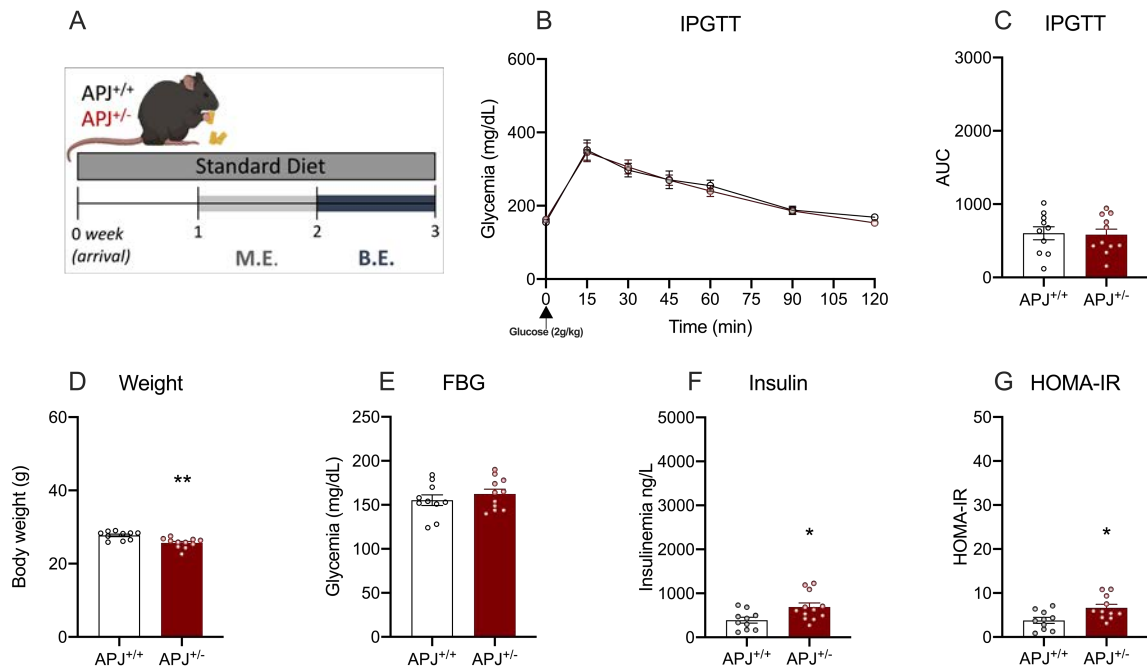 A
APJ+/+
APJ+/-
Standard Diet
0 week
(arrival)
1
2
3
M.E.
B.E.
B
IPGTT
Glycemia (mg/dL)
600
400
200
0
0 15 30 45 60 75 90 105 120
Time (min)
Glucose (2g/kg)
C
IPGTT
AUC
3000
2000
1000
0
APJ+/+ APJ+/-
D
Weight
Body weight (g)
60
40
20
0
**
APJ+/+ APJ+/-
E
FBG
Glycemia (mg/dL)
250
200
150
100
50
0
APJ+/+ APJ+/-
F
Insulin
Insulinemia ng/L
5000
4000
3000
2000
1000
0
*
APJ+/+ APJ+/-
G
HOMA-IR
HOMA-IR
50
40
30
20
10
0
*
APJ+/+ APJ+/-